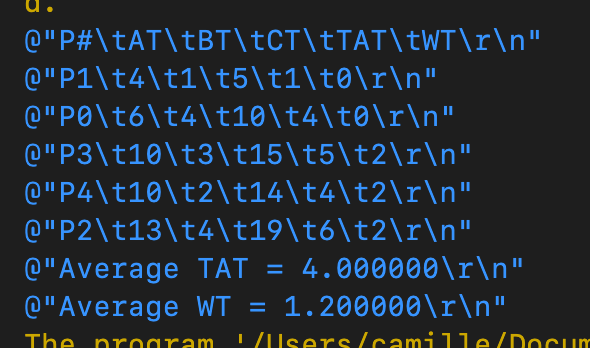 d.
@"P#\tAT\tBT\tCT\tTAT\tWT\r\n"
@"P1\t4\t1\t5\t1\t0\r\n"
@"P0\t6\t4\t10\t4\t0\r\n"
@"P3\t10\t3\t15\t5\t2\r\n"
@"P4\t10\t2\t14\t4\t2\r\n"
@"P2\t13\t4\t19\t6\t2\r\n"
@"Average TAT = 4.000000\r\n"
@"Average WT = 1.200000\r\n"
The program '/Users/camille/Docum